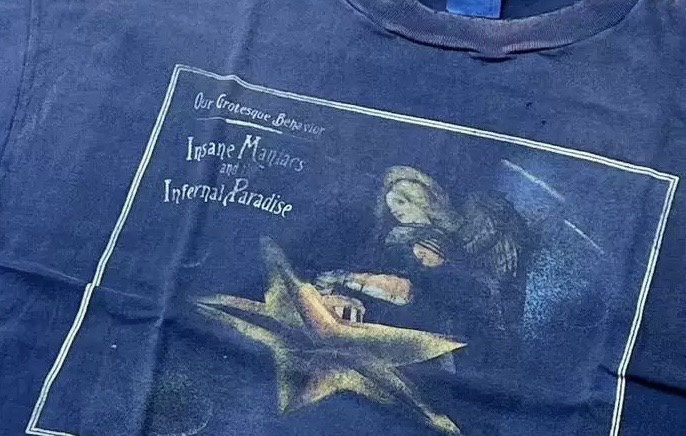 Our Grotesque Behavior
Insane Maniacs
and
Infernal Paradise